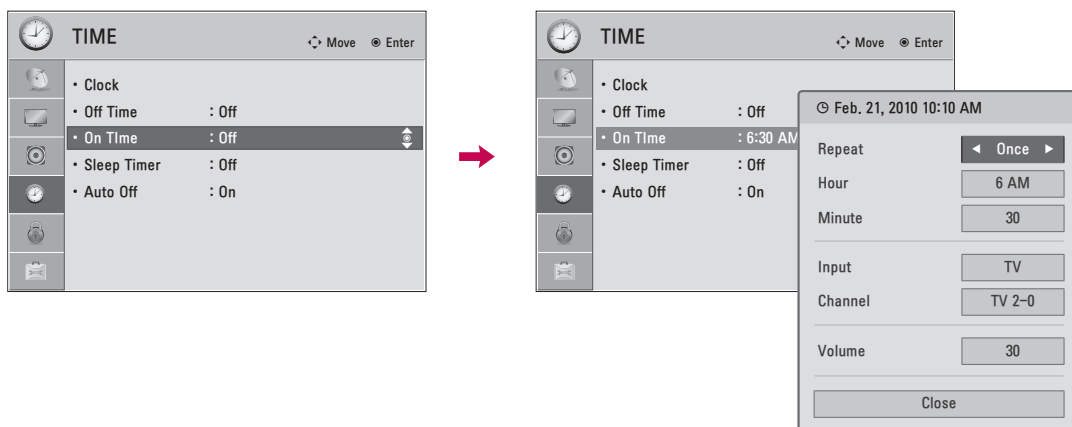 TIME
Move Enter
• Clock
• Off Time : Off
• On TIme : Off
• Sleep Timer : Off
• Auto Off : On
TIME
Move Enter
• Clock
• Off Time : Off
• On TIme : 6:30 AM
• Sleep Timer : Off
• Auto Off : On
Feb. 21, 2010 10:10 AM
Repeat ◄ Once ►
Hour 6 AM
Minute 30
Input TV
Channel TV 2-0
Volume 30
Close